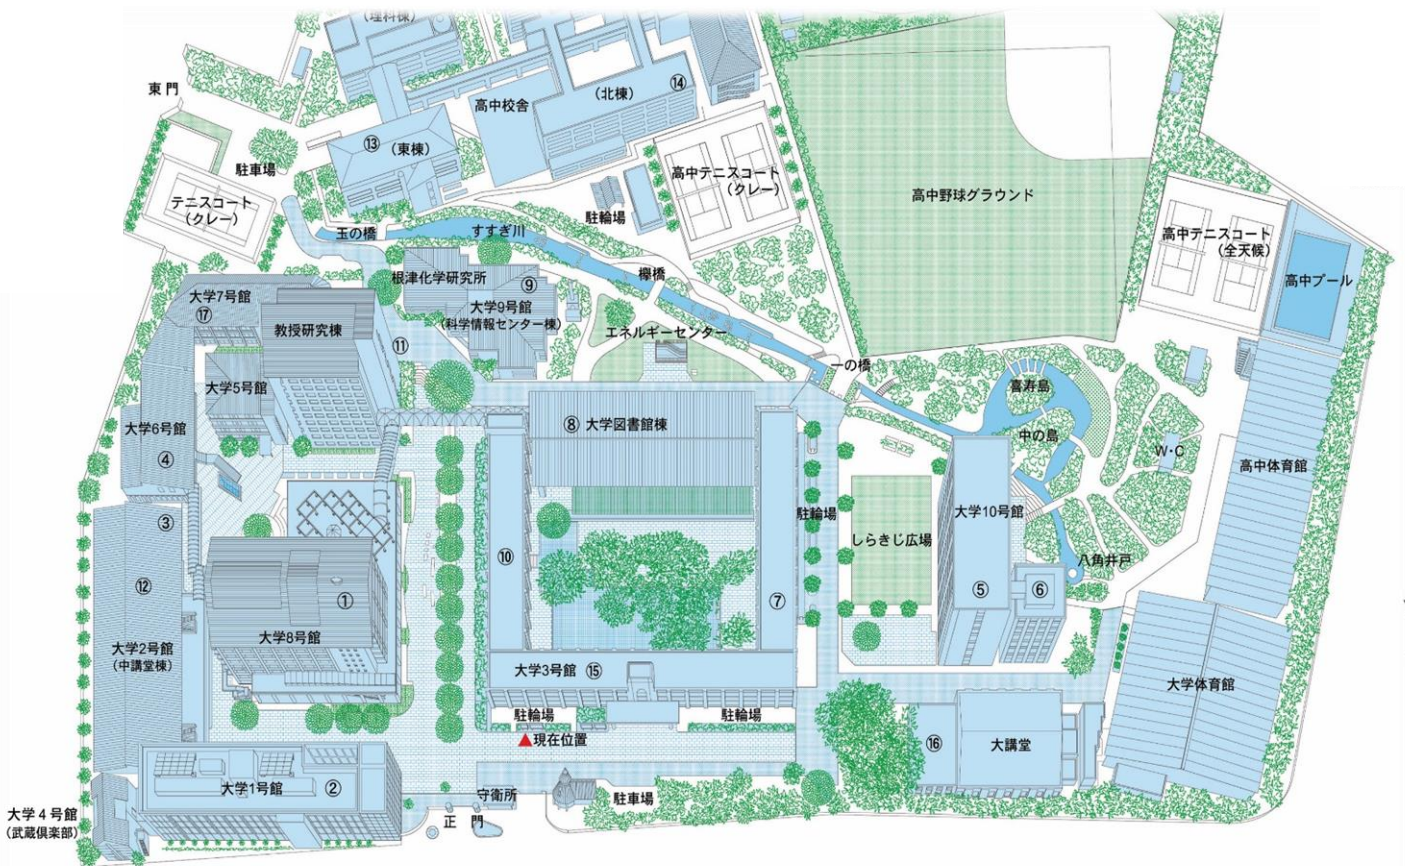 (理科棟)
東門
⑭
(北棟)
高中校舎
⑬
(東棟)
駐車場
高中テニスコート
(クレー)
高中野球グラウンド
テニスコート
(クレー)
駐輪場
玉の橋
すすぎ川
高中テニスコート
(全天候)
高中プール
根津化学研究所
欅橋
⑨
大学7号館
⑰
大学9号館
(科学情報センター棟)
教授研究棟
エネルギーセンター
⑪
一の橋
大学5号館
喜寿島
⑧ 大学図書館棟
大学6号館
中の島
W・C
④
高中体育館
③
駐輪場
大学10号館
しらきじ広場
⑩
八角井戸
⑫
⑤
⑥
①
⑦
大学8号館
大学2号館
(中講堂棟)
大学3号館 ⑮
大学体育館
駐輪場
駐輪場
▲現在位置
⑯
大講堂
大学1号館
②
守衛所
駐車場
大学4号館
(武蔵倶楽部)
正門